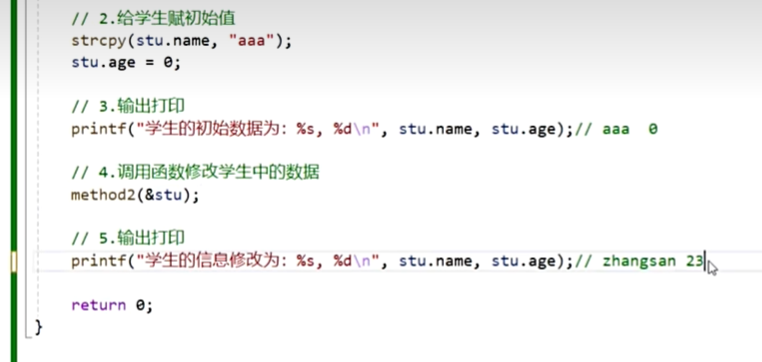 // 2.给学生赋初始值
strcpy(stu.name, "aaa");
stu.age = 0;
// 3.输出打印
printf("学生的初始数据为: %s, %d\n", stu.name, stu.age);// aaa  0
// 4.调用函数修改学生中的数据
method2(&stu);
// 5.输出打印
printf("学生的信息修改为: %s, %d\n", stu.name, stu.age);// zhangsan 23
return 0;
}